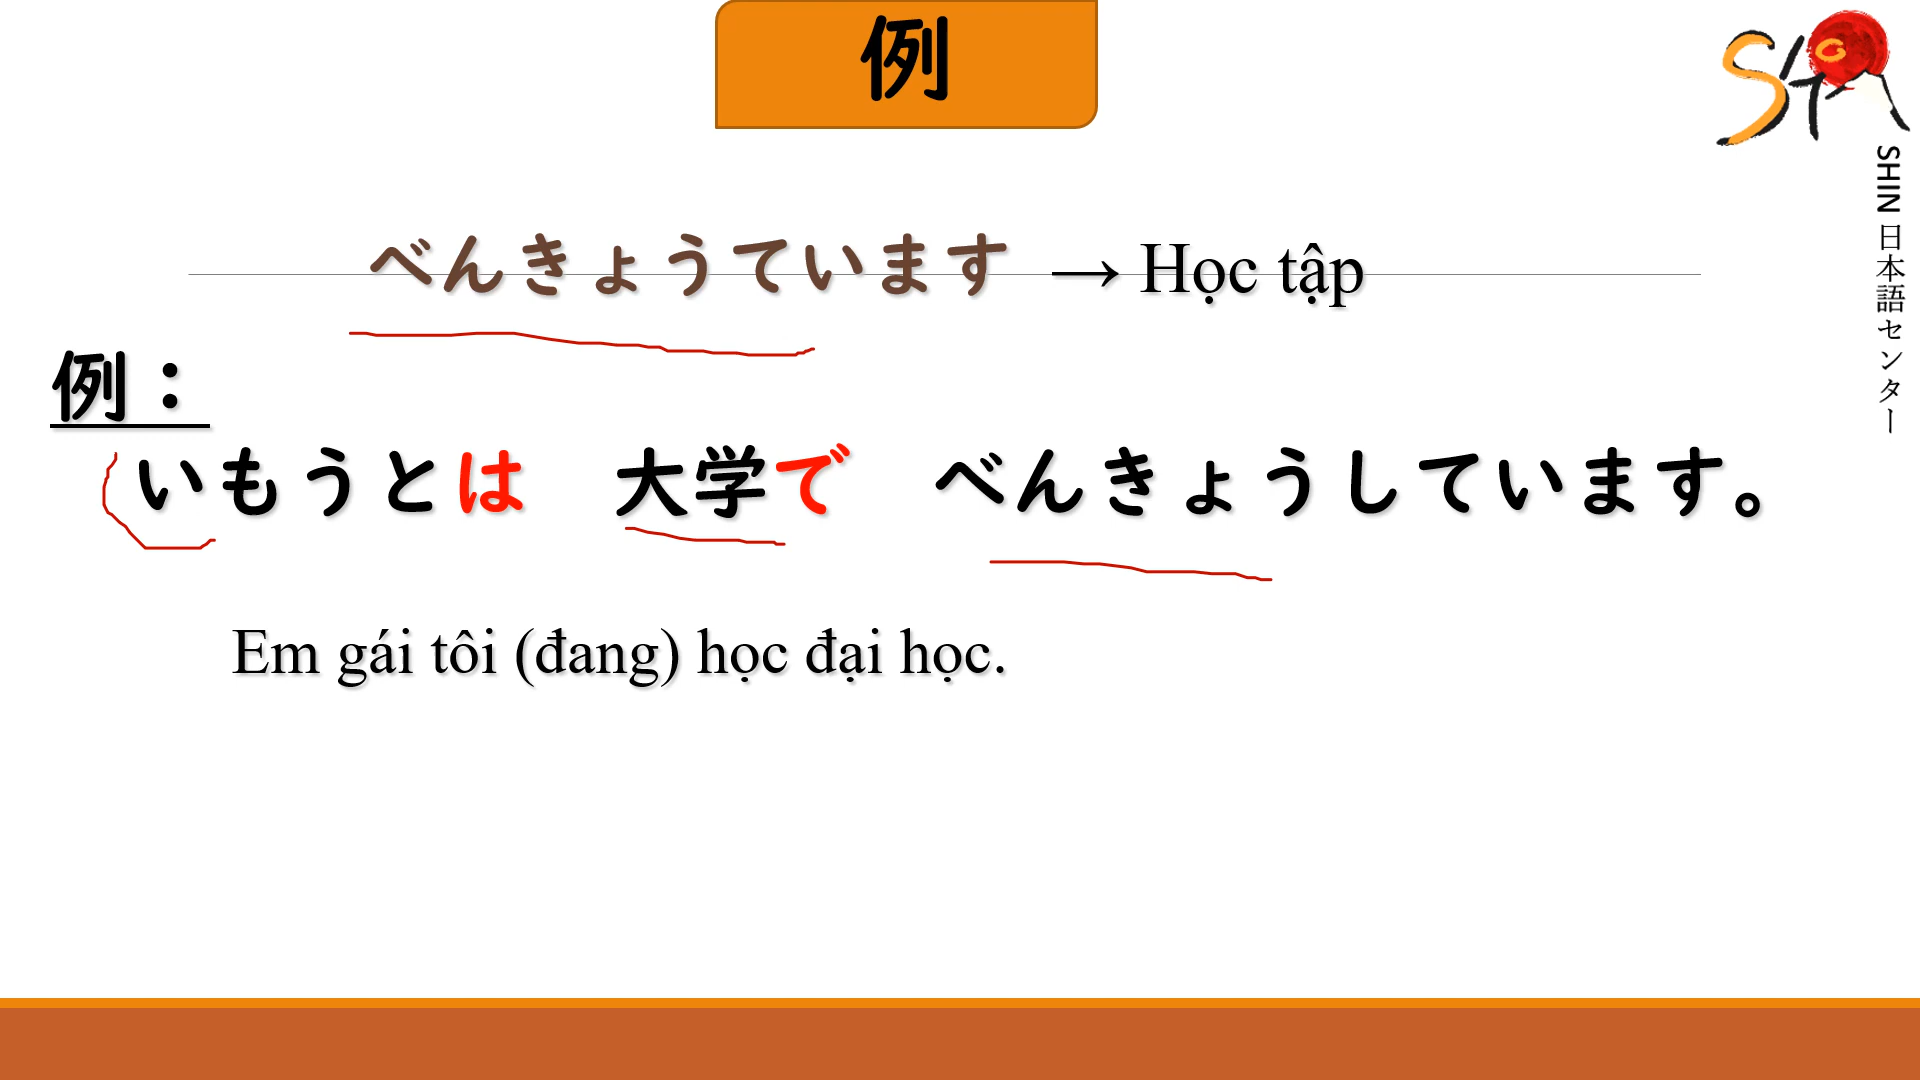 例
SHIN
SHIN 日本語センター
べんきょうています → Học tập
例：
いもうとは　大学で　べんきょうしています。
Em gái tôi (đang) học đại học.